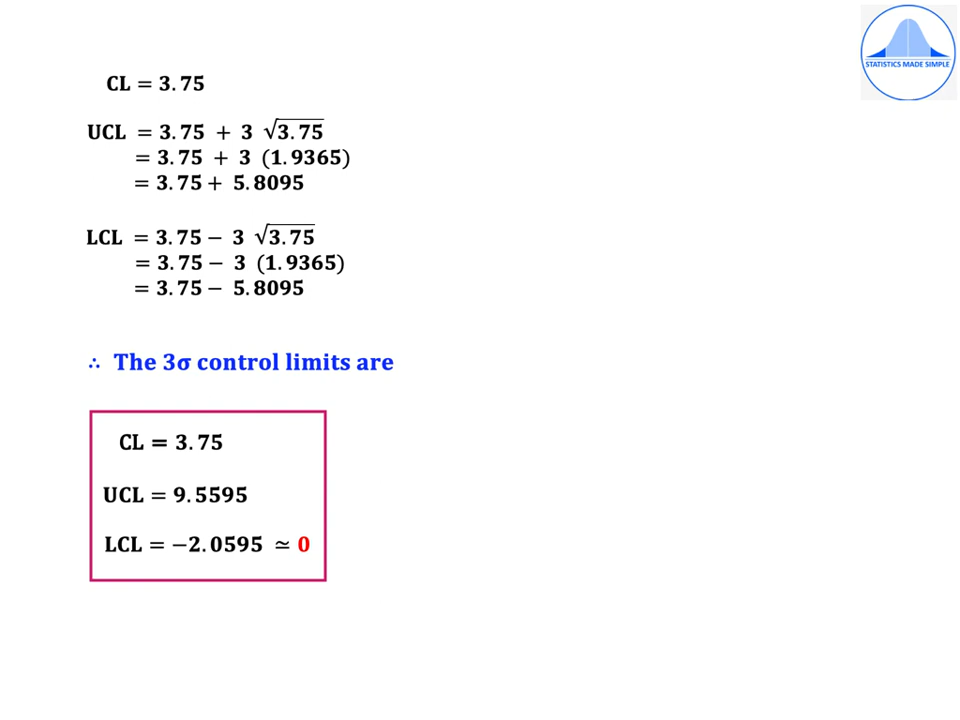 STATISTICS MADE SIMPLE
CL = 3.75
UCL = 3.75 + 3 √3.75
= 3.75 + 3 (1.9365)
= 3.75 + 5.8095
LCL = 3.75 − 3 √3.75
= 3.75 − 3 (1.9365)
= 3.75 − 5.8095
∴ The 3σ control limits are
CL = 3.75
UCL = 9.5595
LCL = −2.0595 ≃ 0